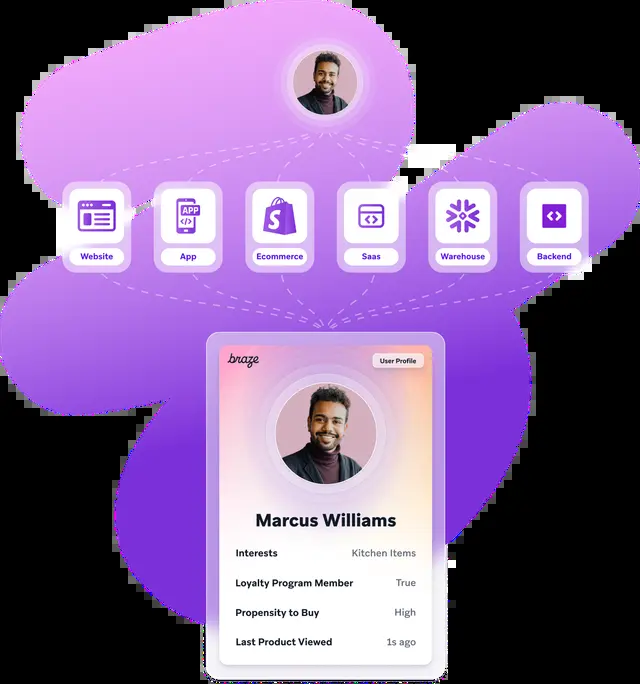 APP
Website
App
Ecommerce
Saas
Warehouse
Backend
braze
User Profile
Marcus Williams
Interests Kitchen Items
Loyalty Program Member True
Propensity to Buy High
Last Product Viewed 1s ago